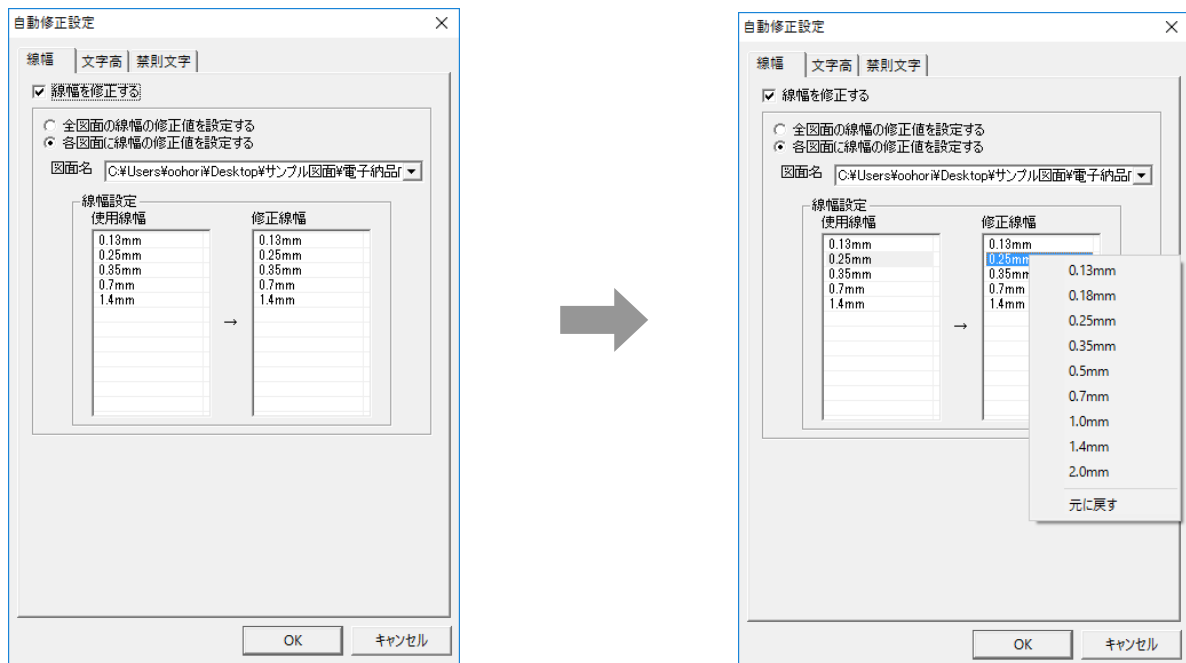 自動修正設定
線幅 文字高 禁則文字
線幅を修正する
全図面の線幅の修正値を設定する
各図面に線幅の修正値を設定する
図面名 C:¥Users¥oohori¥Desktop¥サンプル図面¥電子納品
線幅設定
使用線幅 修正線幅
0.13mm 0.13mm
0.25mm 0.25mm
0.35mm 0.35mm
0.7mm 0.7mm
1.4mm 1.4mm
→
OK キャンセル
自動修正設定
線幅 文字高 禁則文字
線幅を修正する
全図面の線幅の修正値を設定する
各図面に線幅の修正値を設定する
図面名 C:¥Users¥oohori¥Desktop¥サンプル図面¥電子納品
線幅設定
使用線幅 修正線幅
0.13mm 0.13mm
0.25mm 0.25mm
0.35mm 0.35mm
0.7mm 0.7mm
1.4mm 1.4mm
→
0.13mm
0.18mm
0.25mm
0.35mm
0.5mm
0.7mm
1.0mm
1.4mm
2.0mm
元に戻す
OK キャンセル